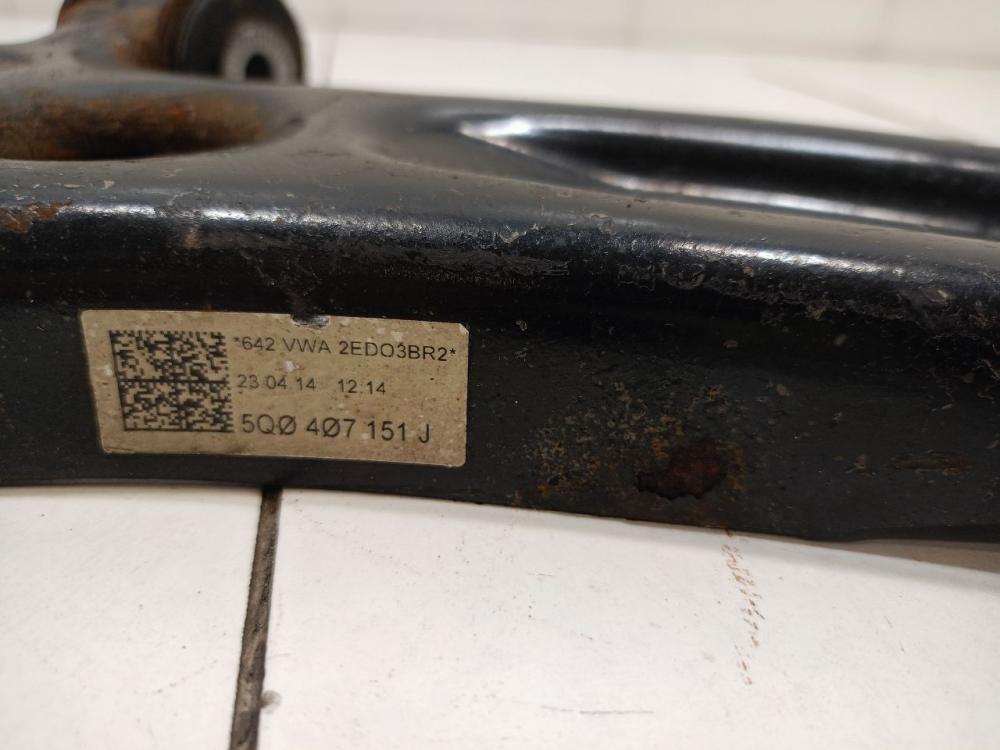 *642 VWA 2EDO3BR2*
23.04.14 12.14
5QØ 4Ø7 151 J